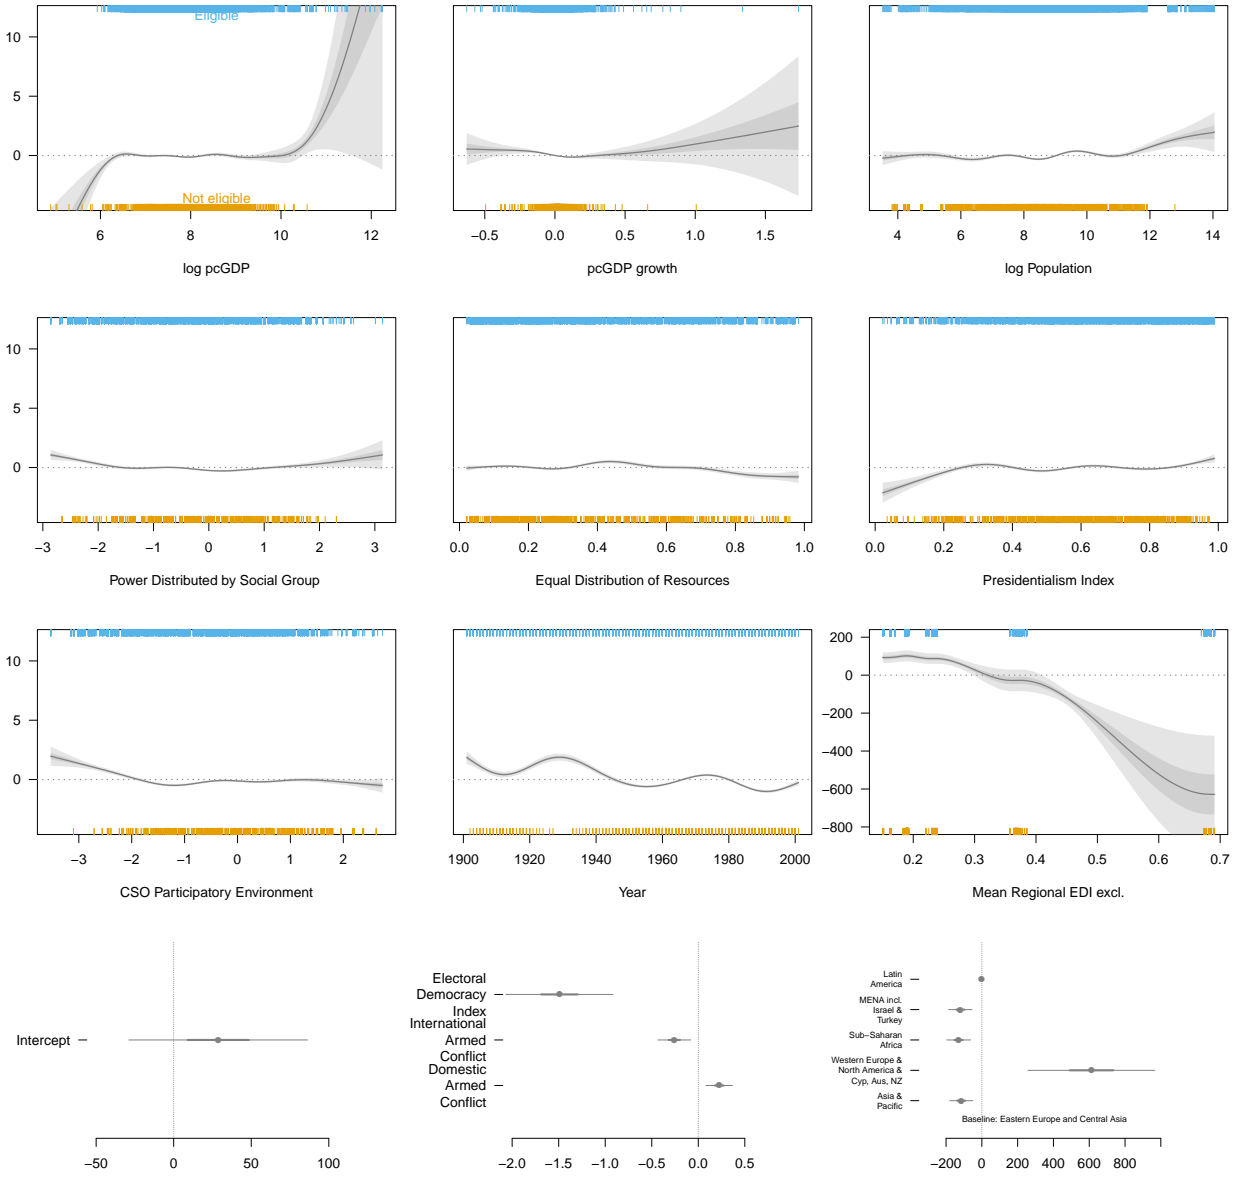 Eligible
Not eligible
10
5
0
6 8 10 12
log pcGDP
−0.5 0.0 0.5 1.0 1.5
pcGDP growth
4 6 8 10 12 14
log Population
10
5
0
−3 −2 −1 0 1 2 3
Power Distributed by Social Group
0.0 0.2 0.4 0.6 0.8 1.0
Equal Distribution of Resources
0.0 0.2 0.4 0.6 0.8 1.0
Presidentialism Index
10
5
0
−3 −2 −1 0 1 2
CSO Participatory Environment
1900 1920 1940 1960 1980 2000
Year
200
0
−200
−400
−600
−800
0.2 0.3 0.4 0.5 0.6 0.7
Mean Regional EDI excl.
Intercept
−50 0 50 100
Electoral
Democracy
Index
International
Armed
Conflict
Domestic
Armed
Conflict
−2.0 −1.5 −1.0 −0.5 0.0 0.5
Latin
America
MENA incl.
Israel &
Turkey
Sub−Saharan
Africa
Western Europe &
North America &
Cyp, Aus, NZ
Asia &
Pacific
Baseline: Eastern Europe and Central Asia
−200 0 200 400 600 800